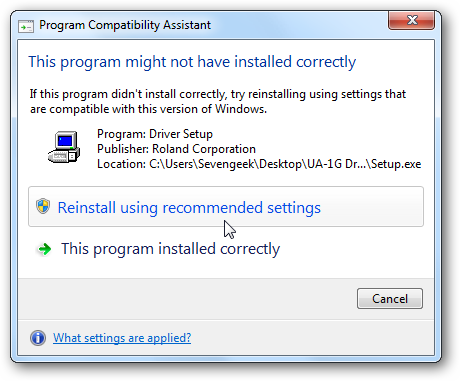 Program Compatibility Assistant
This program might not have installed correctly
If this program didn't install correctly, try reinstalling using settings that
are compatible with this version of Windows.
Program: Driver Setup
Publisher: Roland Corporation
Location: C:\Users\Sevengeek\Desktop\UA-1G Dr...\Setup.exe
Reinstall using recommended settings
This program installed correctly
Cancel
What settings are applied?